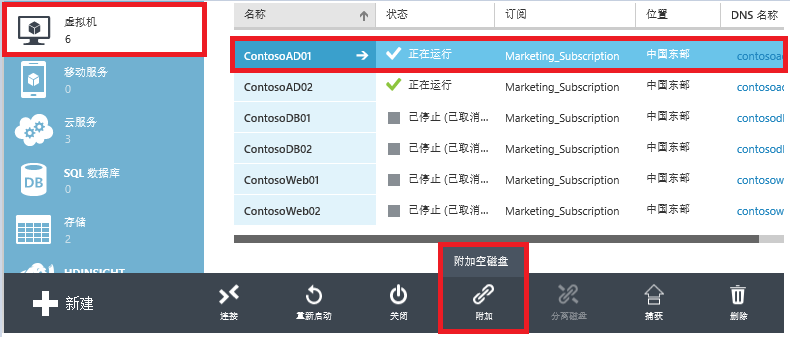 虚拟机
6
移动服务
0
云服务
3
SQL 数据库
0
存储
2
HDINSIGHT
名称 状态 订阅 位置 DNS 名称
ContosoAD01 正在运行 Marketing_Subscription 中国东部 contosoad
ContosoAD02 正在运行 Marketing_Subscription 中国东部 contosoad
ContosoDB01 已停止 (已取消... Marketing_Subscription 中国东部 contosodl
ContosoDB02 已停止 (已取消... Marketing_Subscription 中国东部 contosodl
ContosoWeb01 已停止 (已取消... Marketing_Subscription 中国东部 contosow
ContosoWeb02 已停止 (已取消... Marketing_Subscription 中国东部 contosow
附加空磁盘
新建 连接 重新启动 关闭 附加 分离磁盘 捕获 删除